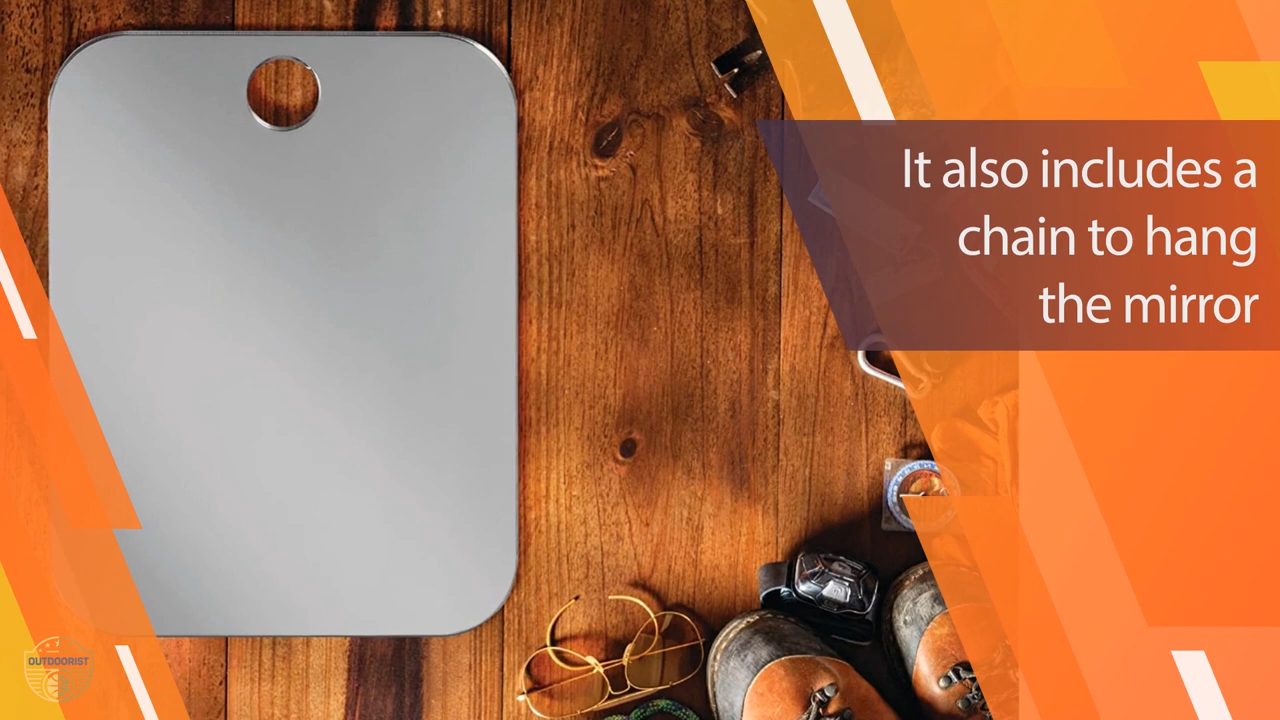 It also includes a
chain to hang
the mirror
OUTDOORIST